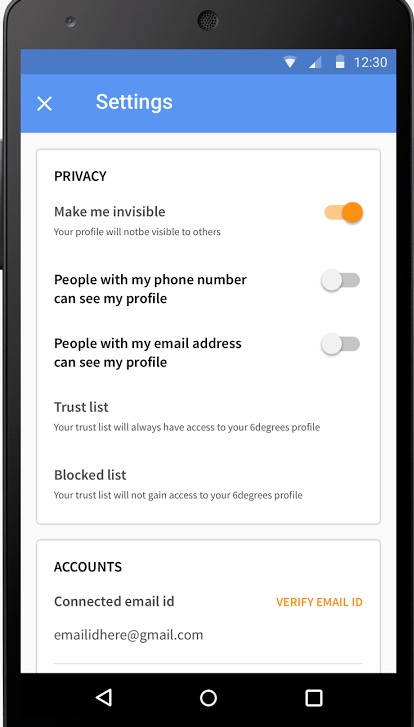 12:30
Settings
PRIVACY
Make me invisible
Your profile will notbe visible to others
People with my phone number
can see my profile
People with my email address
can see my profile
Trust list
Your trust list will always have access to your 6degrees profile
Blocked list
Your trust list will not gain access to your 6degrees profile
ACCOUNTS
Connected email id VERIFY EMAIL ID
emailidhere@gmail.com